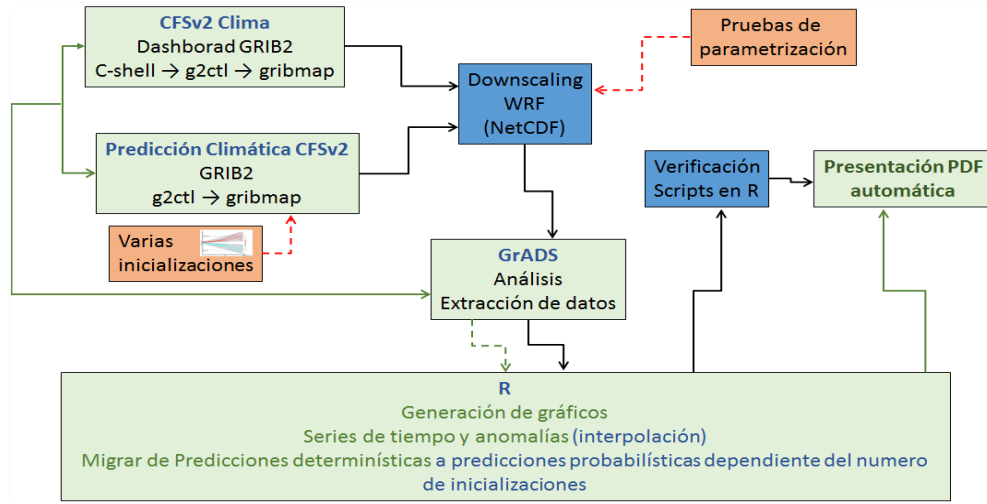 CFSv2 Clima
Dashborad GRIB2
C-shell → g2ctl → gribmap
Pruebas de
parametrización
Downscaling
WRF
(NetCDF)
Predicción Climática CFSv2
GRIB2
g2ctl → gribmap
Verificación
Scripts en R
Presentación PDF
automática
Varias
inicializaciones
GrADS
Análisis
Extracción de datos
R
Generación de gráficos
Series de tiempo y anomalías (interpolación)
Migrar de Predicciones determinísticas a predicciones probabilísticas dependiente del numero
de inicializaciones